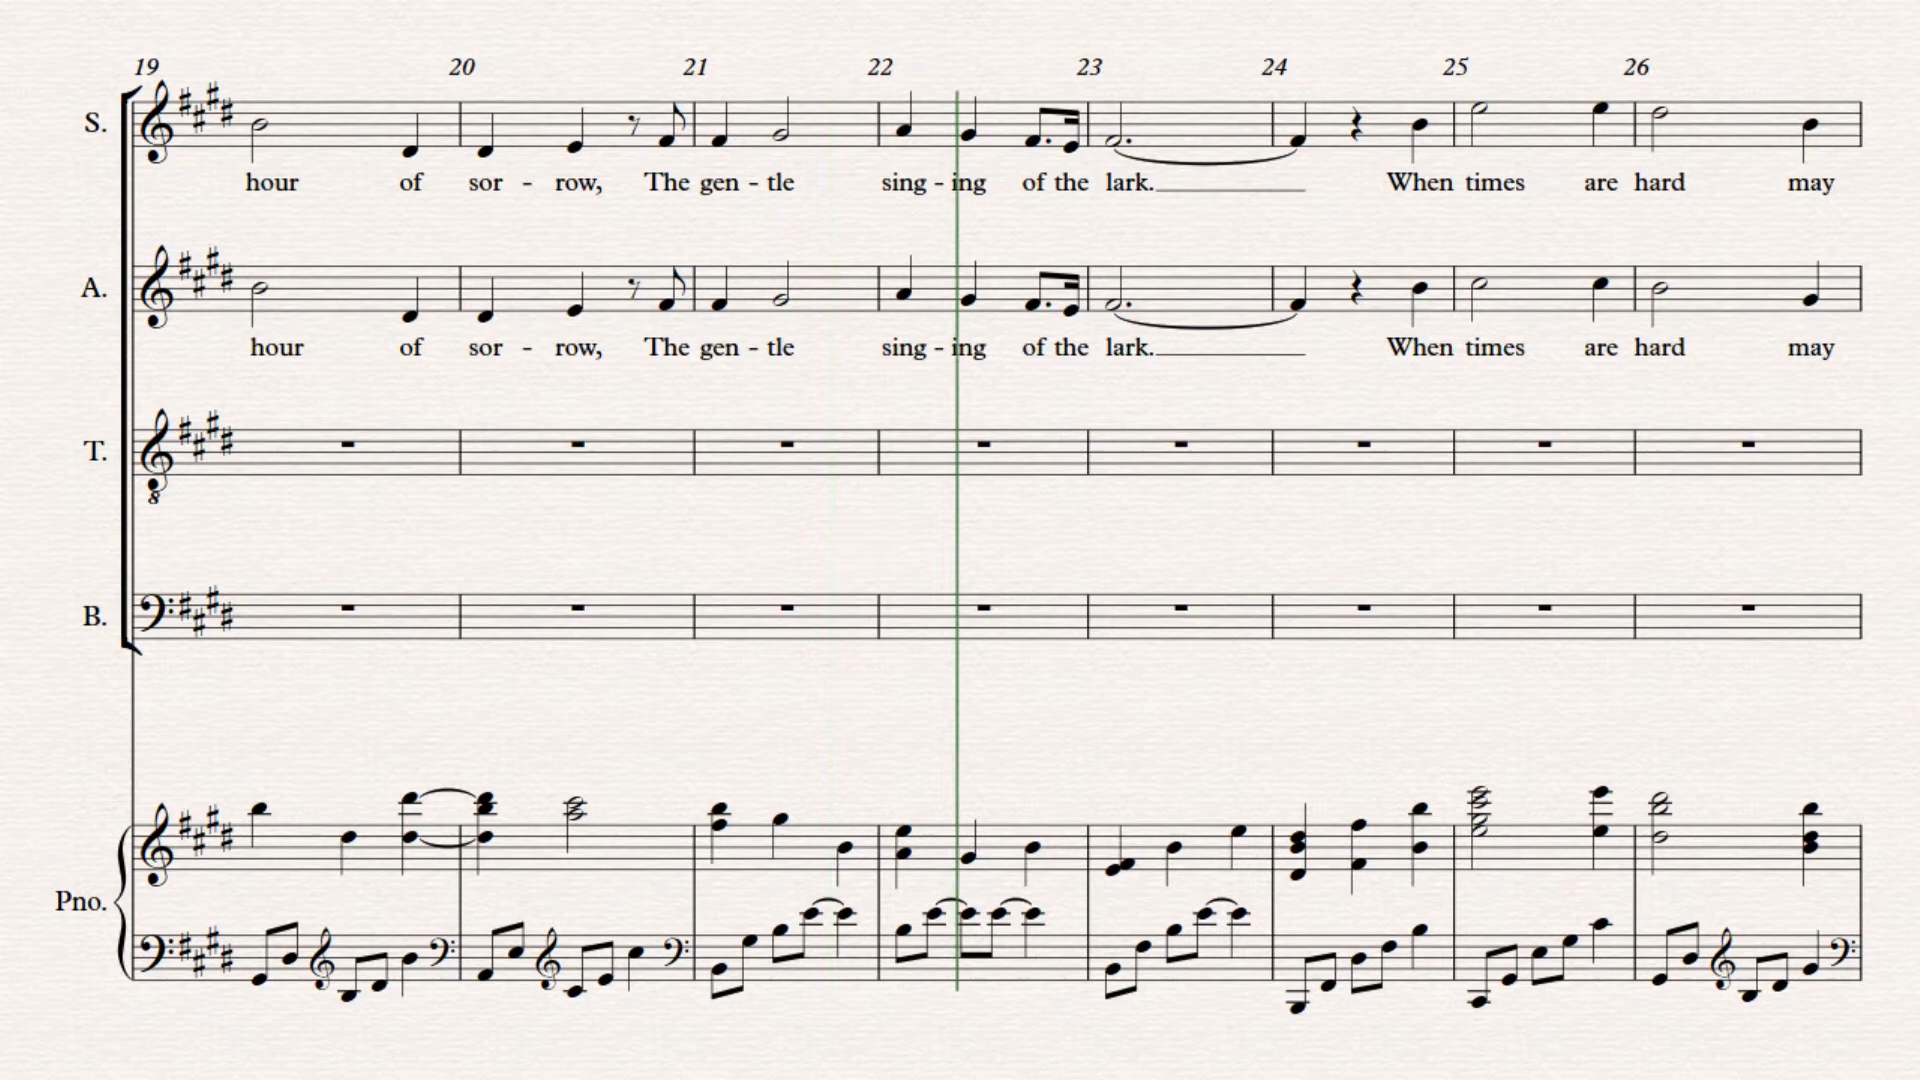 19 20 21 22 23 24 25 26
S.
hour of sor - row, The gen - tle sing - ing of the lark. When times are hard may
A.
hour of sor - row, The gen - tle sing - ing of the lark. When times are hard may
T.
8
B.
Pno.